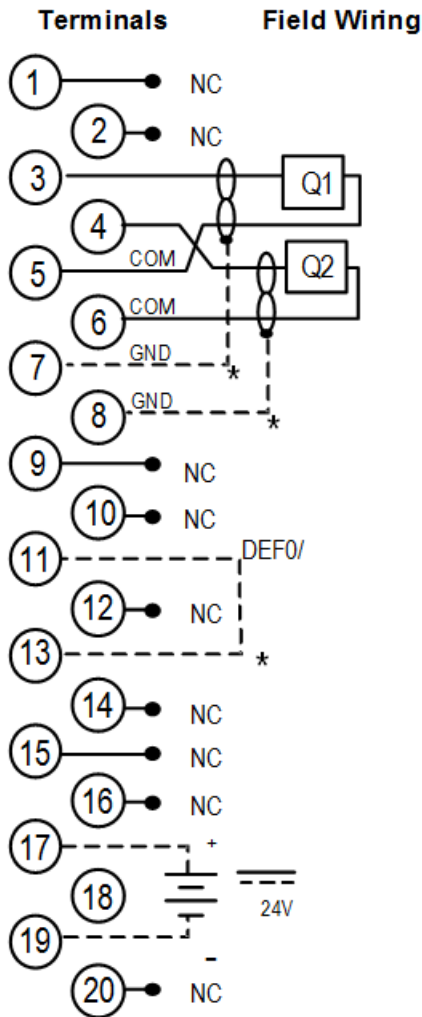 Terminals Field Wiring
1 NC
2 NC
3 Q1
4
5 COM Q2
6 COM
7 GND *
8 GND *
9 NC
10 NC
11 DEF0/
12 NC
13 *
14 NC
15 NC
16 NC
17 +
18 24V
19 -
20 NC